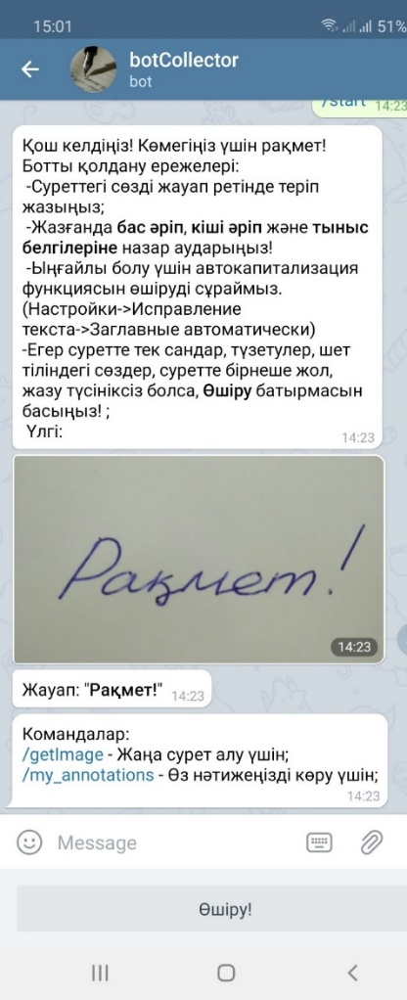 15:01
51%
botCollector
bot
/start
14:23
Қош келдіңіз! Көмегіңіз үшін рақмет!
Ботты қолдану ережелері:
-Суреттегі сөзді жауап ретінде теріп
жазыңыз;
-Жазғанда бас әріп, кіші әріп және тыныс
белгілеріне назар аударыңыз!
-Ыңғайлы болу үшін автокапитализация
функциясын өшіруді сұраймыз.
(Настройки->Исправление
текста->Заглавные автоматически)
-Егер суретте тек сандар, түзетулер, шет
тіліндегі сөздер, суретте бірнеше жол,
жазу түсініксіз болса, Өшіру батырмасын
басыңыз! ;
Үлгі:
14:23
Рақмет!
14:23
Жауап: "Рақмет!"
14:23
Командалар:
/getImage - Жаңа сурет алу үшін;
/my_annotations - Өз нәтижеңізді көру үшін;
14:23
Message
Өшіру!